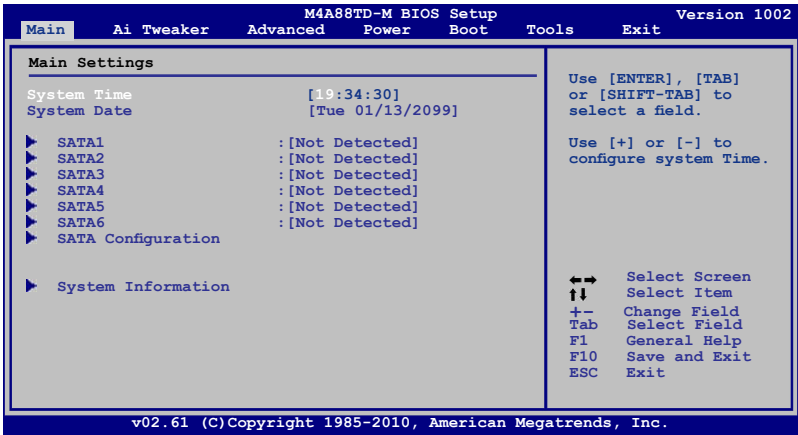 M4A88TD-M BIOS Setup Version 1002
Main Ai Tweaker Advanced Power Boot Tools Exit
Main Settings
System Time [19:34:30]
System Date [Tue 01/13/2099]
SATA1 :[Not Detected]
SATA2 :[Not Detected]
SATA3 :[Not Detected]
SATA4 :[Not Detected]
SATA5 :[Not Detected]
SATA6 :[Not Detected]
SATA Configuration
System Information
Use [ENTER], [TAB]
or [SHIFT-TAB] to
select a field.
Use [+] or [-] to
configure system Time.
←→ Select Screen
↑↓ Select Item
+- Change Field
Tab Select Field
F1 General Help
F10 Save and Exit
ESC Exit
v02.61 (C)Copyright 1985-2010, American Megatrends, Inc.